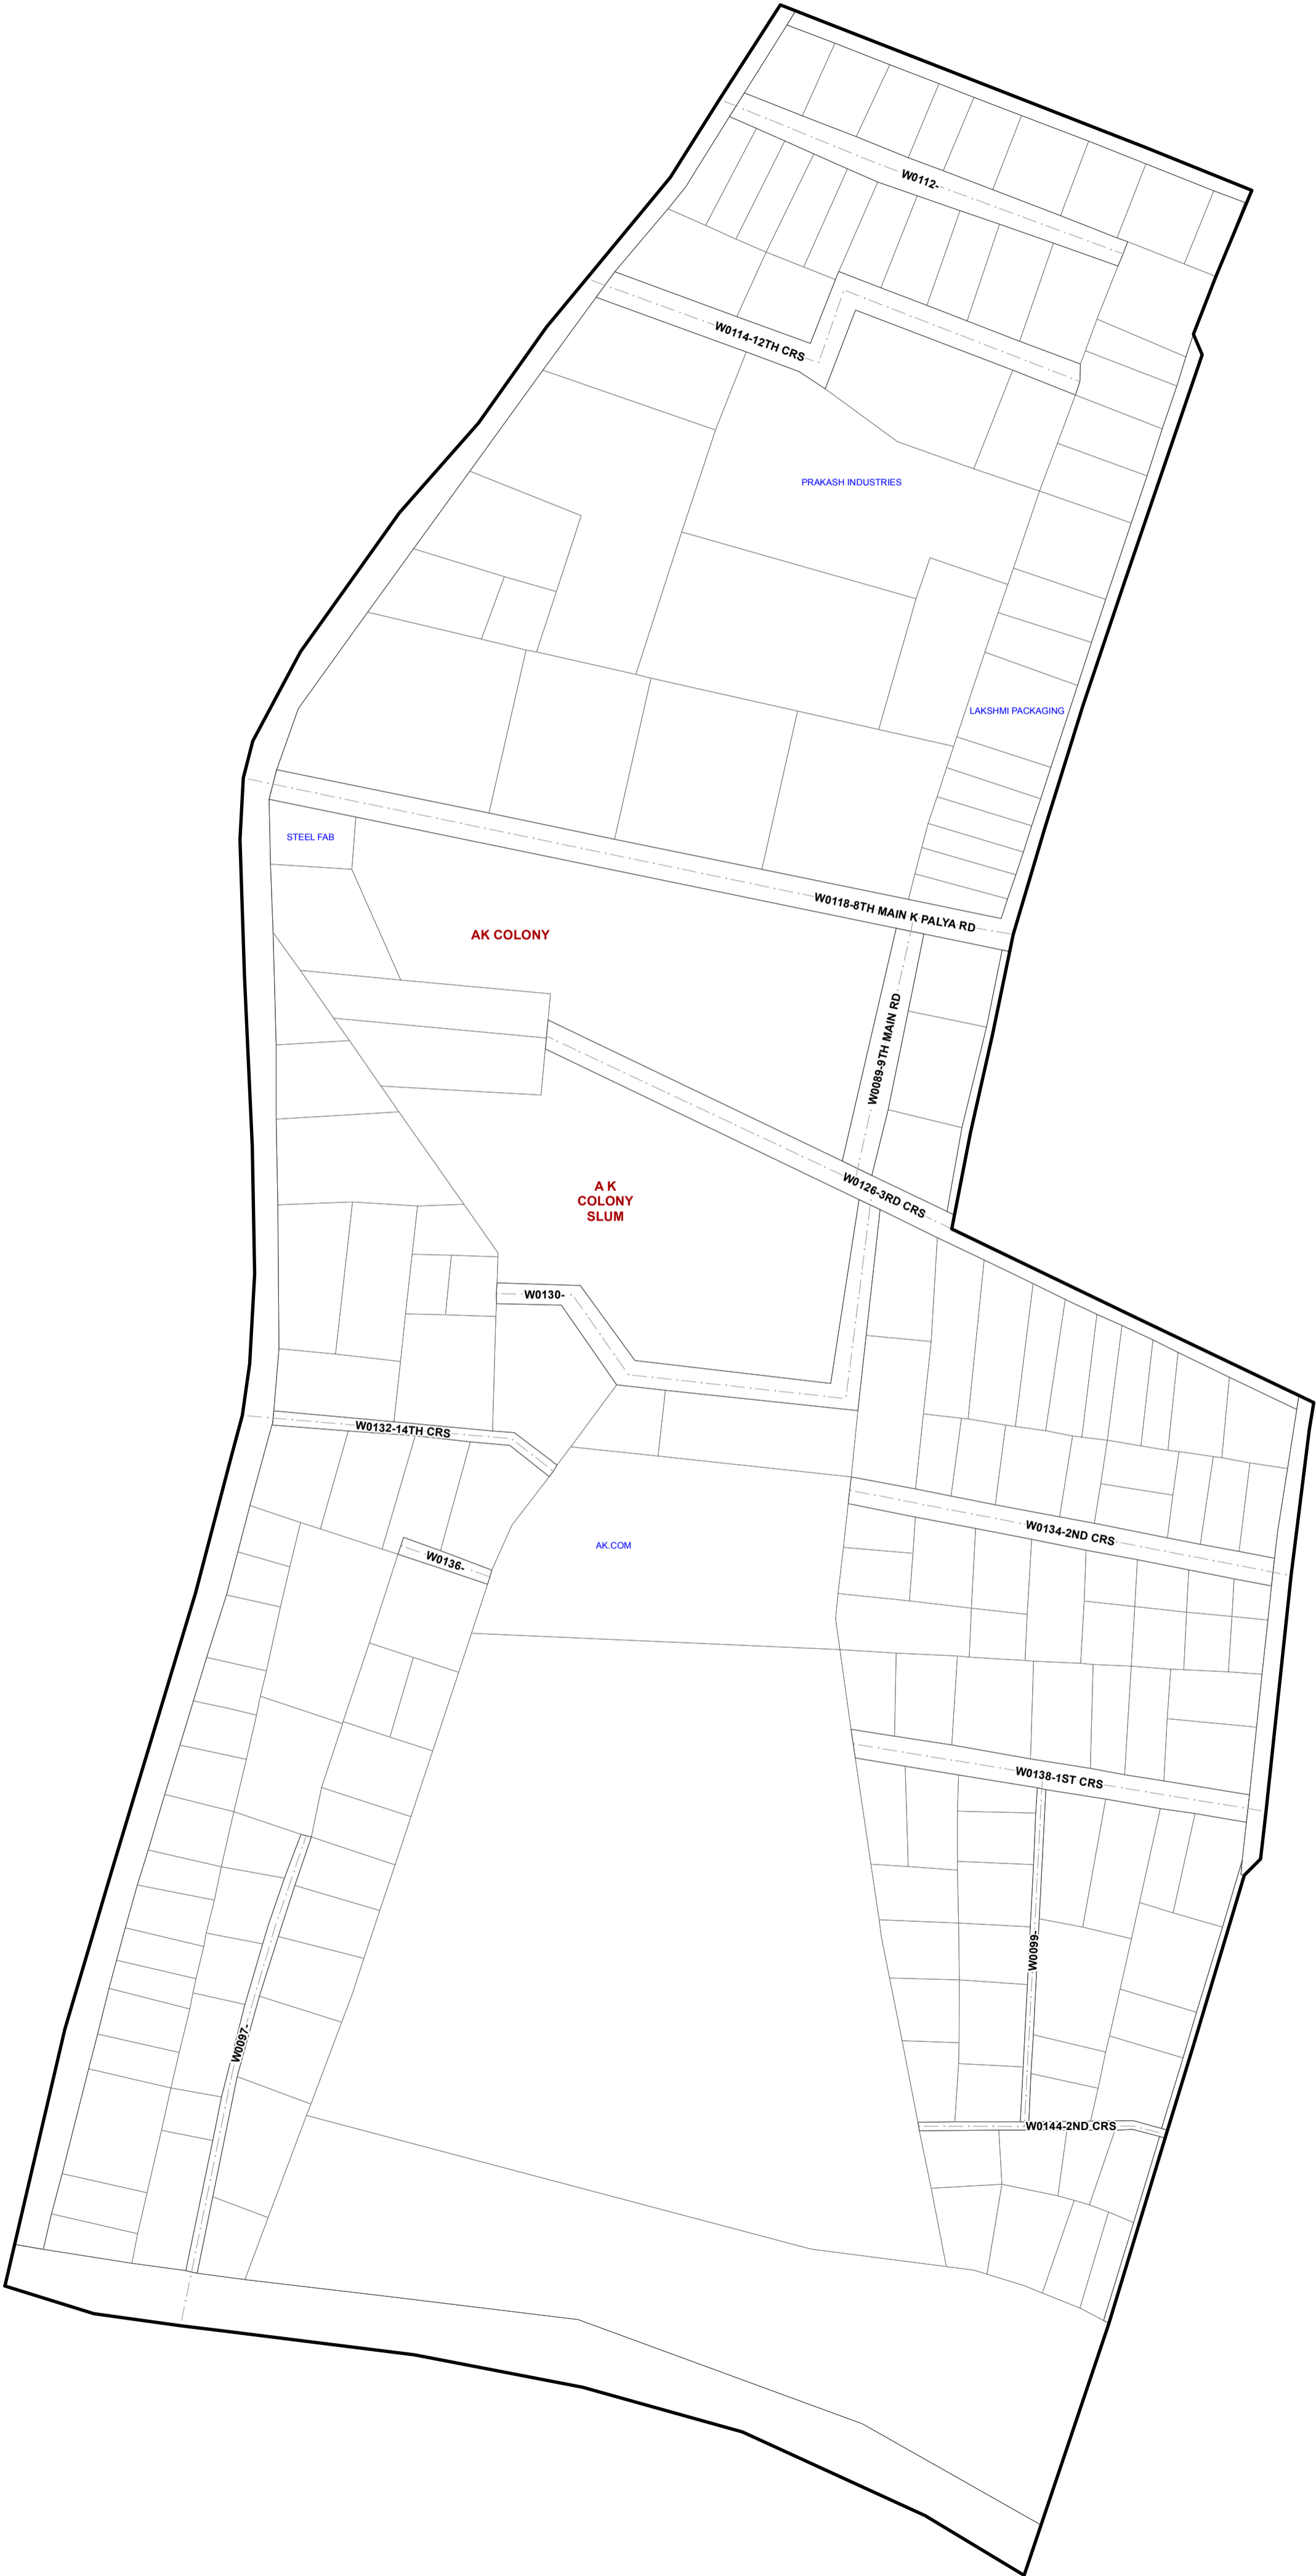 W0112-
W0114-12TH CRS
PRAKASH INDUSTRIES
LAKSHMI PACKAGING
STEEL FAB
W0118-8TH MAIN K PALYA RD
AK COLONY
W0089-9TH MAIN RD
A K
COLONY
SLUM
W0126-3RD CRS
W0130-
W0132-14TH CRS
W0134-2ND CRS
AK.COM
W0136-
W0138-1ST CRS
W0099-
W0097-
W0144-2ND CRS